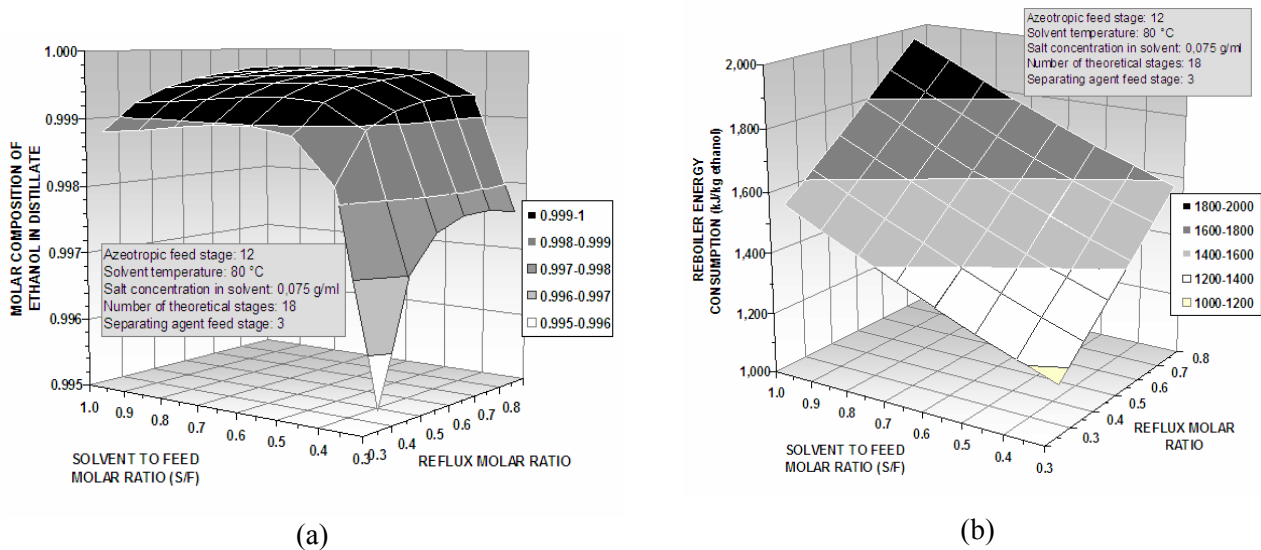 1.000
0.999
0.998
0.997
0.996
0.995
MOLAR COMPOSITION OF
ETHANOL IN DISTILLATE
Azeotropic feed stage: 12
Solvent temperature: 80 °C
Salt concentration in solvent: 0,075 g/ml
Number of theoretical stages: 18
Separating agent feed stage: 3
0.999-1
0.998-0.999
0.997-0.998
0.996-0.997
0.995-0.996
1.0
0.9
0.8
0.7
0.6
0.5
0.4
0.3
SOLVENT TO FEED
MOLAR RATIO (S/F)
0.3
0.4
0.5
0.6
0.7
0.8
REFLUX MOLAR RATIO
(a)
Azeotropic feed stage: 12
Solvent temperature: 80 °C
Salt concentration in solvent: 0,075 g/ml
Number of theoretical stages: 18
Separating agent feed stage: 3
2,000
1,800
1,600
1,400
1,200
1,000
REBOILER ENERGY
CONSUMPTION (kJ/kg ethanol)
1800-2000
1600-1800
1400-1600
1200-1400
1000-1200
1.0
0.9
0.8
0.7
0.6
0.5
0.4
0.3
SOLVENT TO FEED
MOLAR RATIO (S/F)
0.3
0.4
0.5
0.6
0.7
0.8
REFLUX MOLAR
RATIO
(b)